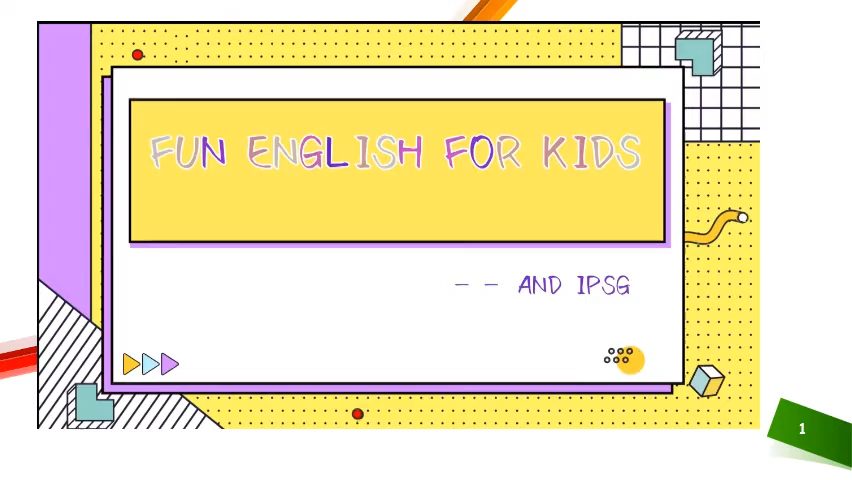 FUN ENGLISH FOR KIDS
- - AND IPSG
1